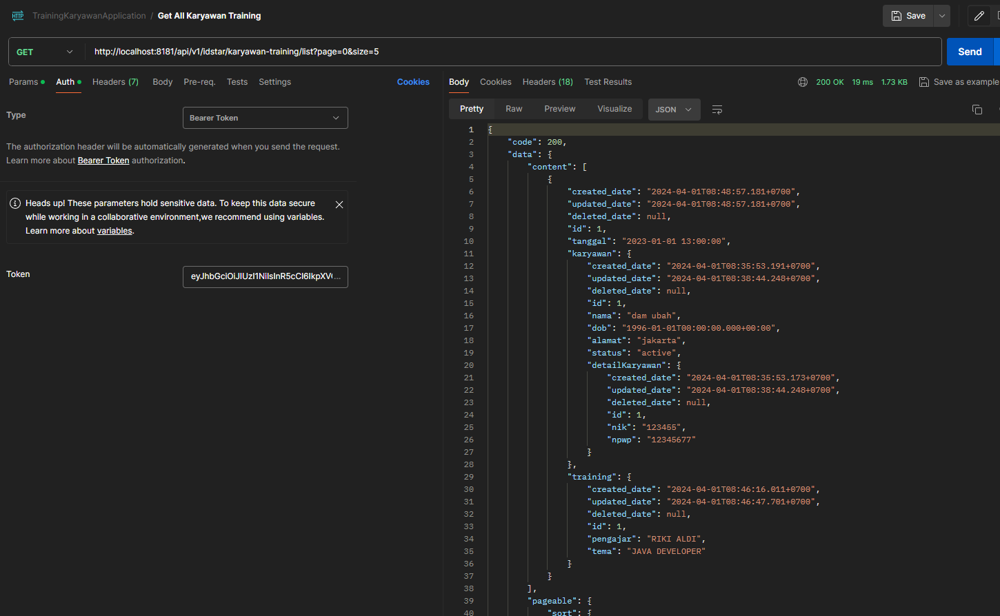 TrainingKaryawanApplication / Get All Karyawan Training
Save
GET
http://localhost:8181/api/v1/idstar/karyawan-training/list?page=0&size=5
Send
Params Auth Headers (7) Body Pre-req. Tests Settings Cookies
Type
Bearer Token
The authorization header will be automatically generated when you send the request.
Learn more about Bearer Token authorization.
Heads up! These parameters hold sensitive data. To keep this data secure
while working in a collaborative environment,we recommend using variables.
Learn more about variables.
Token
Body Cookies Headers (18) Test Results 200 OK 19 ms 1.73 KB Save as example
Pretty Raw Preview Visualize JSON
1 {
2 "code": 200,
3 "data": {
4 "content": [
5 {
6 "created_date": "2024-04-01T08:48:57.181+0700",
7 "updated_date": "2024-04-01T08:48:57.181+0700",
8 "deleted_date": null,
9 "id": 1,
10 "tanggal": "2023-01-01 13:00:00",
11 "karyawan": {
12 "created_date": "2024-04-01T08:35:53.191+0700",
13 "updated_date": "2024-04-01T08:38:44.248+0700",
14 "deleted_date": null,
15 "id": 1,
16 "nama": "dam ubah",
17 "dob": "1996-01-01T00:00:00.000+00:00",
18 "alamat": "jakarta",
19 "status": "active",
20 "detailKaryawan": {
21 "created_date": "2024-04-01T08:35:53.173+0700",
22 "updated_date": "2024-04-01T08:38:44.248+0700",
23 "deleted_date": null,
24 "id": 1,
25 "nik": "123455",
26 "npwp": "12345677"
27 }
28 },
29 "training": {
30 "created_date": "2024-04-01T08:46:16.011+0700",
31 "updated_date": "2024-04-01T08:46:47.701+0700",
32 "deleted_date": null,
33 "id": 1,
34 "pengajar": "RIKI ALDI",
35 "tema": "JAVA DEVELOPER"
36 }
37 }
38 ],
39 "pageable": {
40 "sort": {